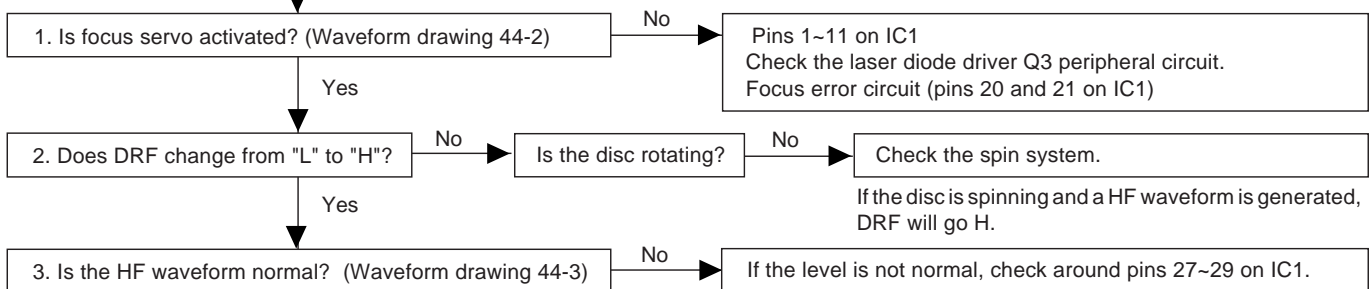 1. Is focus servo activated? (Waveform drawing 44-2)
No
Pins 1~11 on IC1
Check the laser diode driver Q3 peripheral circuit.
Focus error circuit (pins 20 and 21 on IC1)
Yes
2. Does DRF change from "L" to "H"?
No
Is the disc rotating?
No
Check the spin system.
If the disc is spinning and a HF waveform is generated,
DRF will go H.
Yes
3. Is the HF waveform normal? (Waveform drawing 44-3)
No
If the level is not normal, check around pins 27~29 on IC1.